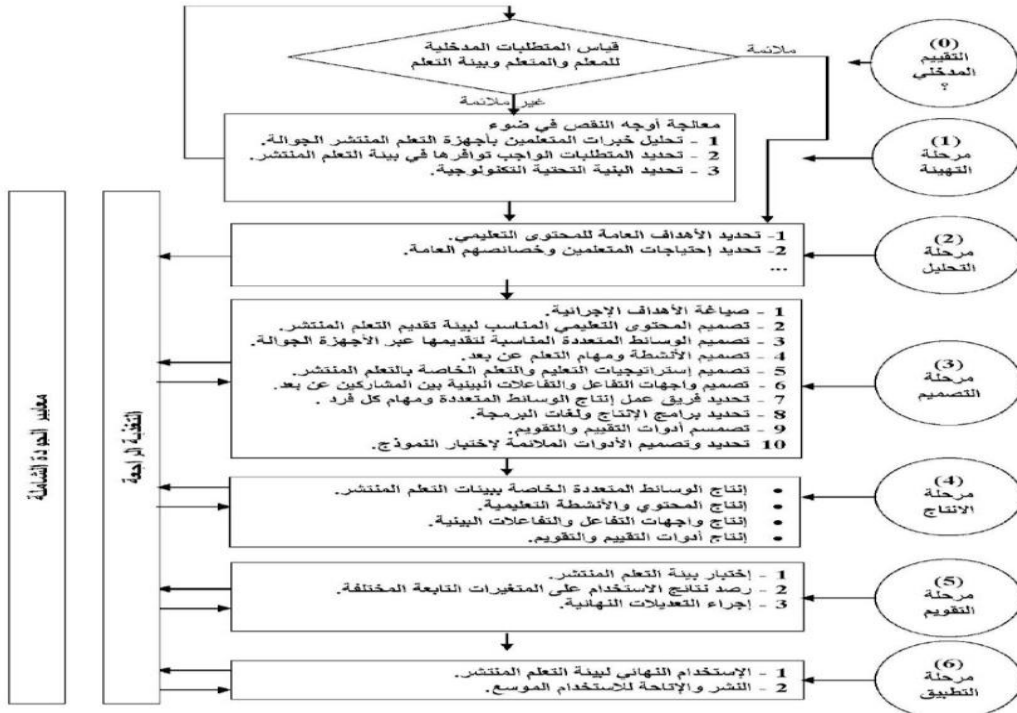 قياس المتطلبات المدخلية
للمعلم والمتعلم وبيئة التعلم
ملائمة
غير ملائمة
(0)
التقييم
المدخلي
؟
معالجة أوجه النقص في ضوء
1 - تحليل خبرات المتعلمين بأجهزة التعلم المنتشر الجوالة.
2 - تحديد المتطلبات الواجب توافرها في بيئة التعلم المنتشر.
3 - تحديد البنية التحتية التكنولوجية.
(1)
مرحلة
التهيئة
1- تحديد الأهداف العامة للمحتوى التعليمي.
2- تحديد إحتياجات المتعلمين وخصائصهم العامة.
...
(2)
مرحلة
التحليل
1 - صياغة الأهداف الإجرائية.
2 - تصميم المحتوى التعليمي المناسب لبيئة تقديم التعلم المنتشر.
3 - تصميم الوسائط المتعددة المناسبة لتقديمها عبر الأجهزة الجوالة.
4 - تصميم الأنشطة ومهام التعلم عن بعد.
5 - تصميم إستراتيجيات التعليم والتعلم الخاصة بالتعلم المنتشر.
6 - تصميم واجهات التفاعل والتفاعلات البينية بين المشاركين عن بعد.
7 - تحديد فريق عمل إنتاج الوسائط المتعددة ومهام كل فرد .
8 - تحديد برامج الإنتاج ولغات البرمجة.
9 - تصمسم أدوات التقييم والتقويم.
10 تحديد وتصميم الأدوات الملائمة لإختبار النموذج.
(3)
مرحلة
التصميم
• إنتاج الوسائط المتعددة الخاصة ببيئات التعلم المنتشر.
• إنتاج المحتوي والأنشطة التعليمية.
• إنتاج واجهات التفاعل والتفاعلات البينية.
• إنتاج أدوات التقييم والتقويم.
(4)
مرحلة
الانتاج
1 - إختبار بيئة التعلم المنتشر.
2 - رصد نتائج الاستخدام على المتغيرات التابعة المختلفة.
3 - إجراء التعديلات النهائية.
(5)
مرحلة
التقويم
1 - الإستخدام النهائي لبيئة التعلم المنتشر.
2 - النشر والإتاحة للاستخدام الموسع.
(6)
مرحلة
التطبيق
التغذية الراجعة
معايير الجودة الشاملة